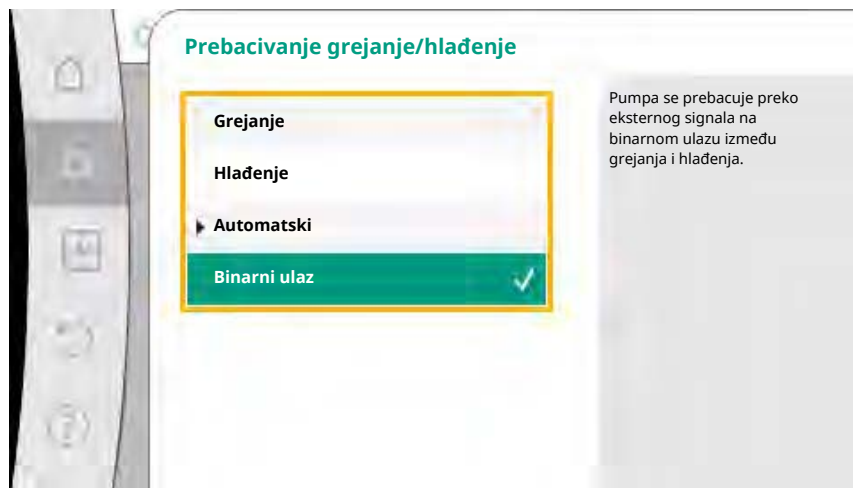 Prebacivanje grejanje/hlađenje
Grejanje
Hlađenje
Automatski
Binarni ulaz
Pumpa se prebacuje preko
eksternog signala na
binarnom ulazu između
grejanja i hlađenja.